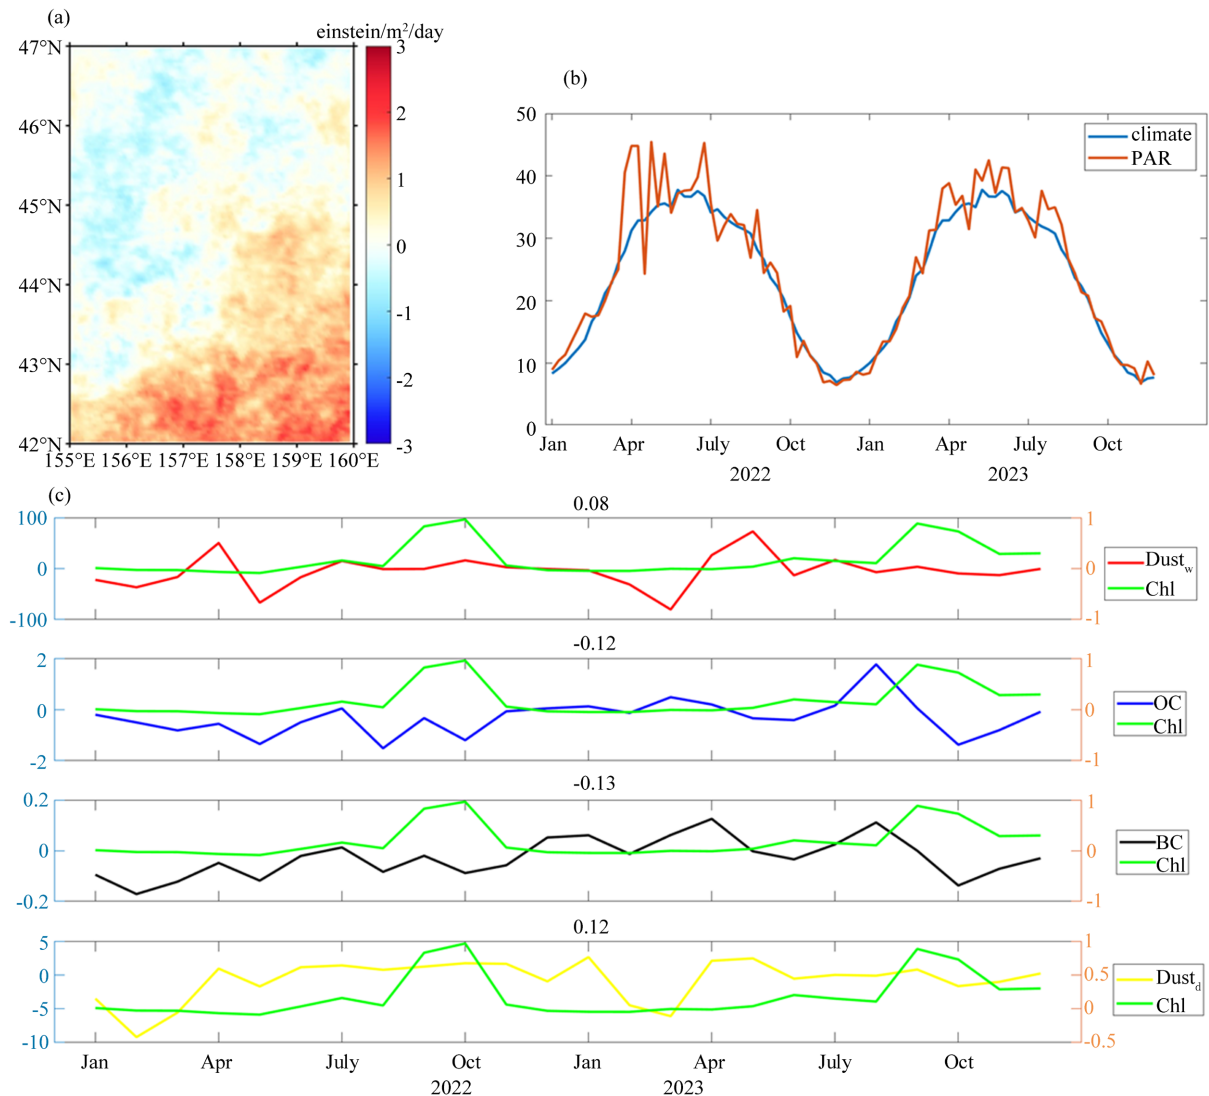 (a)
einstein/m²/day
47°N
46°N
45°N
44°N
43°N
42°N
155°E 156°E 157°E 158°E 159°E 160°E
3
2
1
0
-1
-2
-3
(b)
50
40
30
20
10
0
climate
PAR
Jan Apr July Oct Jan Apr July Oct
2022 2023
(c)
0.08
100
0
-100
1
0
-1
Dustw
Chl
-0.12
2
0
-2
1
0
-1
OC
Chl
-0.13
0.2
0
-0.2
1
0
-1
BC
Chl
0.12
5
0
-5
-10
1
0.5
0
-0.5
Dustd
Chl
Jan Apr July Oct Jan Apr July Oct
2022 2023